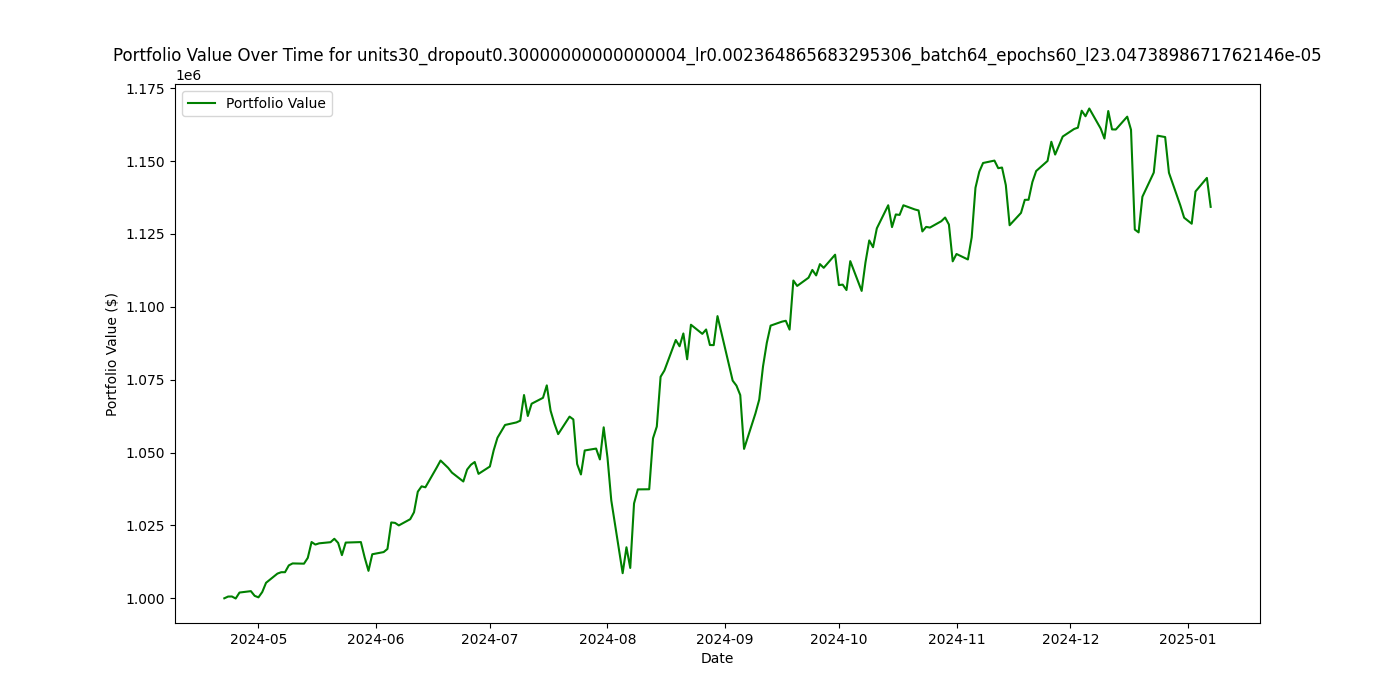 Portfolio Value Over Time for units30_dropout0.30000000000000004_lr0.002364865683295306_batch64_epochs60_l23.0473898671762146e-05
1e6
Portfolio Value
1.175
1.150
1.125
1.100
1.075
1.050
1.025
1.000
Portfolio Value ($)
2024-05 2024-06 2024-07 2024-08 2024-09 2024-10 2024-11 2024-12 2025-01
Date